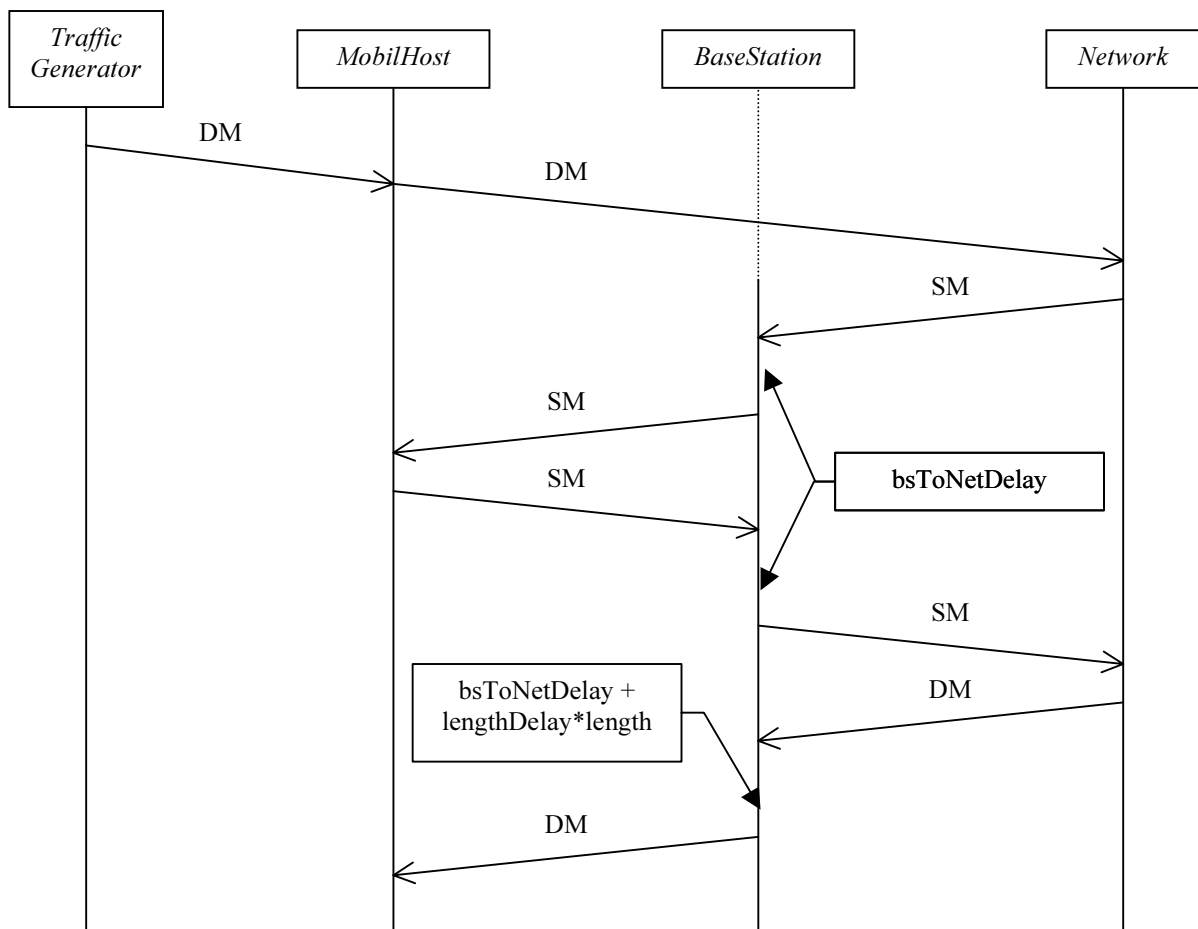 Traffic
Generator
MobilHost
BaseStation
Network
DM
DM
SM
SM
bsToNetDelay
SM
SM
bsToNetDelay +
lengthDelay*length
DM
DM